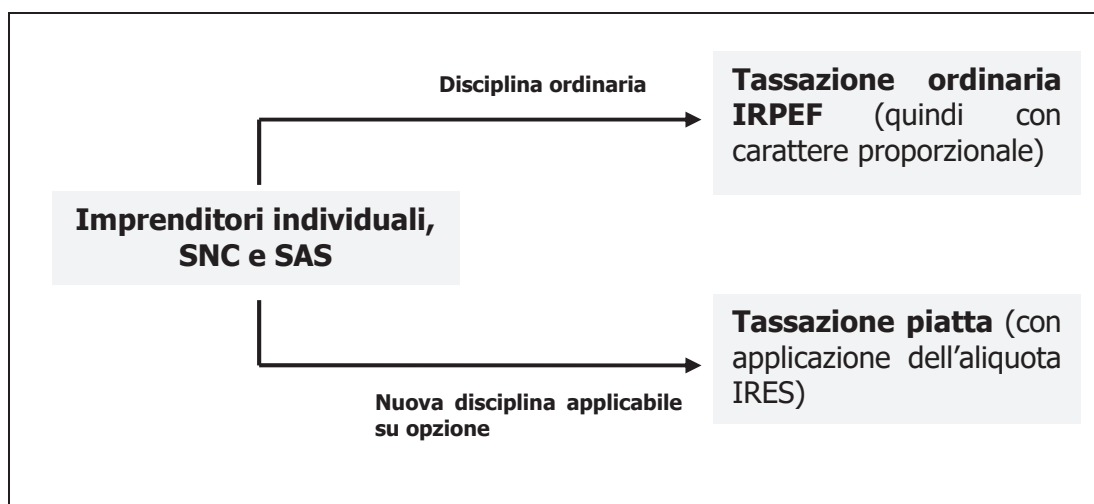 Disciplina ordinaria
Tassazione ordinaria
IRPEF (quindi con
carattere proporzionale)
Imprenditori individuali,
SNC e SAS
Tassazione piatta (con
applicazione dell’aliquota
IRES)
Nuova disciplina applicabile
su opzione